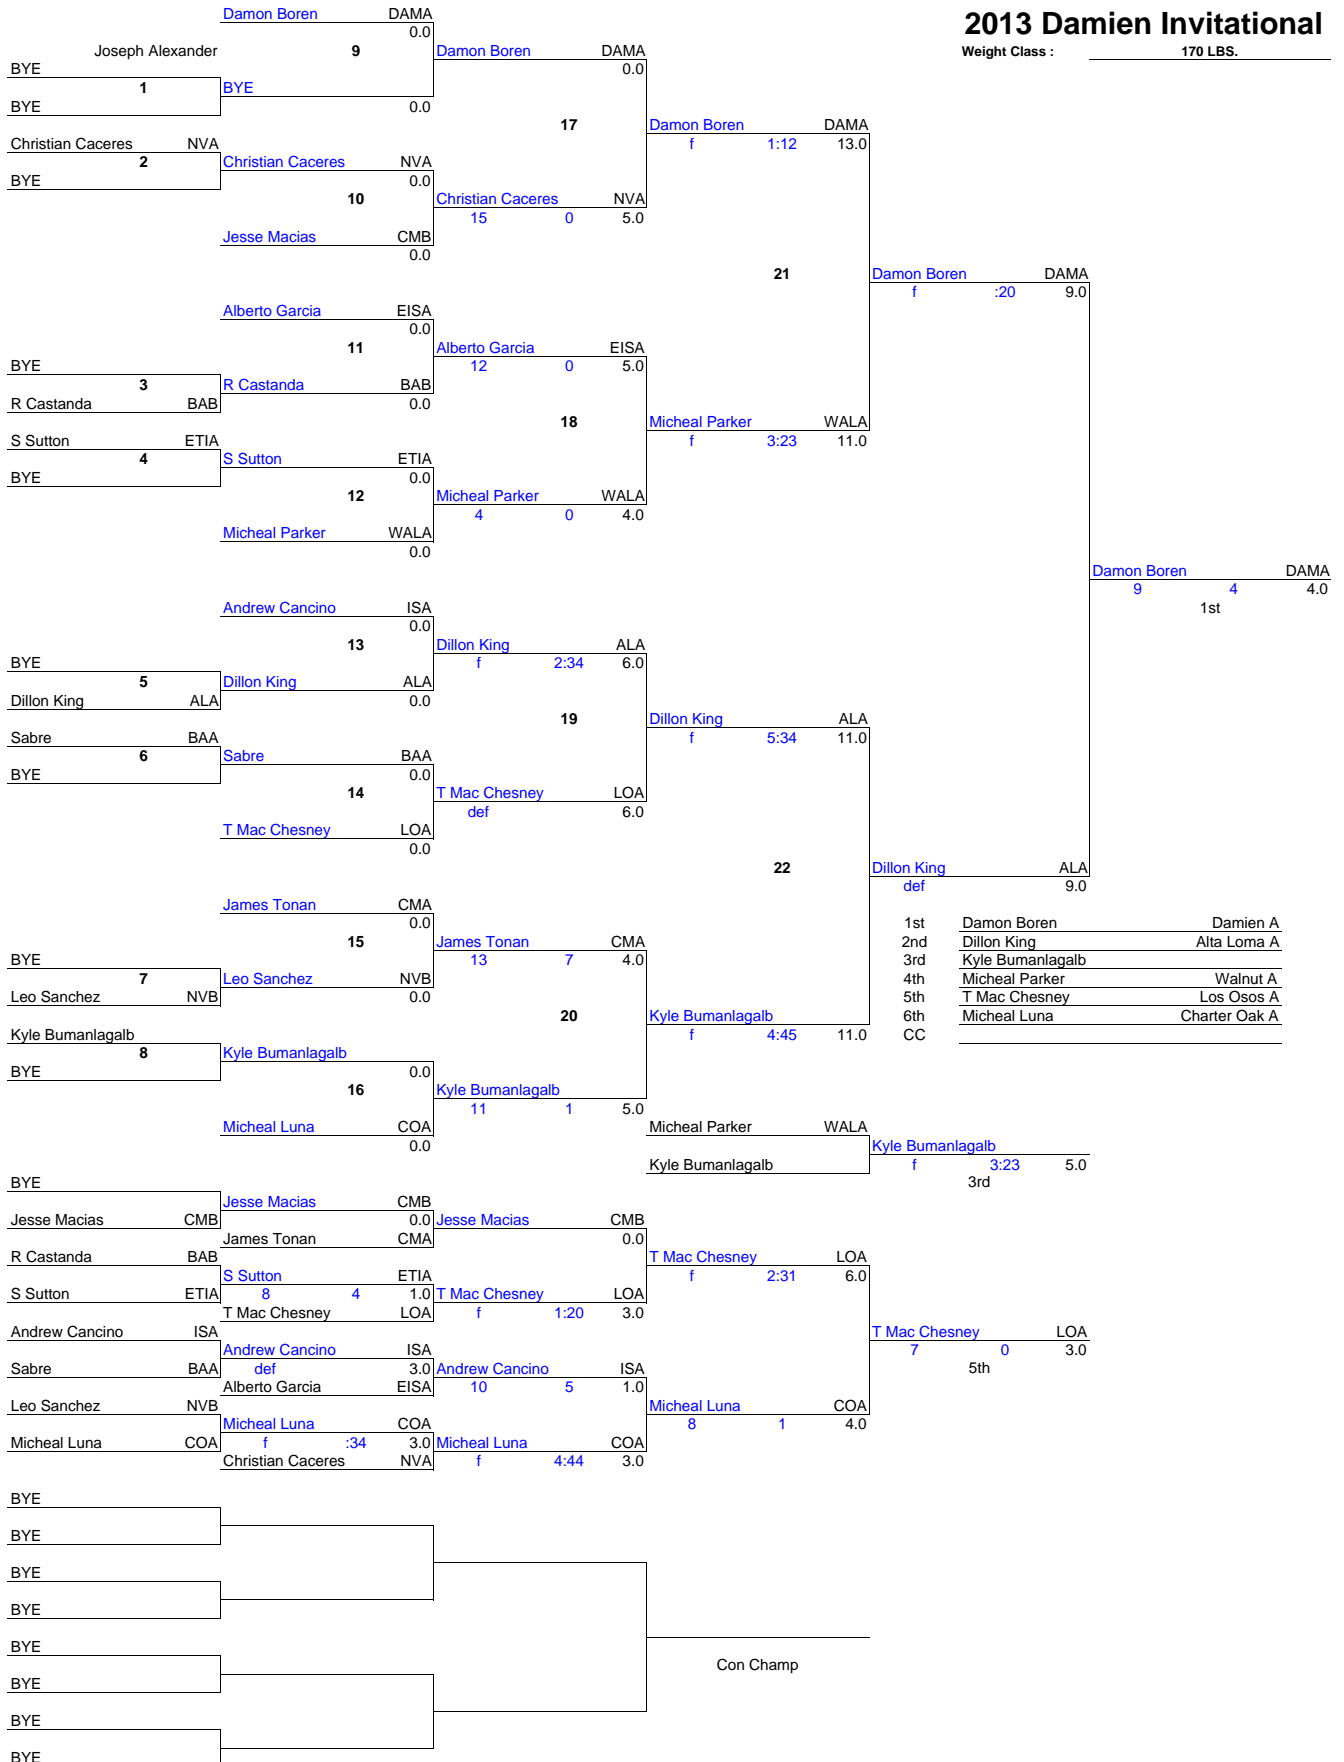 Damon Boren DAMA
2013 Damien Invitational
0.0
Joseph Alexander 9 Damon Boren DAMA
Weight Class : 170 LBS.
BYE 0.0
1 BYE
BYE 0.0
17 Damon Boren DAMA
Christian Caceres NVA f 1:12 13.0
2 Christian Caceres NVA
BYE 0.0
10 Christian Caceres NVA
15 0 5.0
Jesse Macias CMB
0.0
21 Damon Boren DAMA
f :20 9.0
Alberto Garcia EISA
0.0
11 Alberto Garcia EISA
BYE 12 0 5.0
3 R Castanda BAB
R Castanda BAB 0.0
18 Micheal Parker WALA
S Sutton ETIA f 3:23 11.0
4 S Sutton ETIA
BYE 0.0
12 Micheal Parker WALA
4 0 4.0
Micheal Parker WALA
0.0
Damon Boren DAMA
9 4 4.0
Andrew Cancino ISA 1st
0.0
13 Dillon King ALA
BYE f 2:34 6.0
5 Dillon King ALA
Dillon King ALA 0.0
19 Dillon King ALA
Sabre BAA f 5:34 11.0
6 Sabre BAA
BYE 0.0
14 T Mac Chesney LOA
def 6.0
T Mac Chesney LOA
0.0
22 Dillon King ALA
def 9.0
James Tonan CMA
0.0 1st Damon Boren Damien A
15 James Tonan CMA 2nd Dillon King Alta Loma A
BYE 13 7 4.0 3rd Kyle Bumanlagalb
7 Leo Sanchez NVB 4th Micheal Parker Walnut A
Leo Sanchez NVB 0.0 5th T Mac Chesney Los Osos A
20 Kyle Bumanlagalb 6th Micheal Luna Charter Oak A
Kyle Bumanlagalb f 4:45 11.0 CC
8 Kyle Bumanlagalb
BYE 0.0
16 Kyle Bumanlagalb
11 1 5.0
Micheal Luna COA Micheal Parker WALA
0.0 Kyle Bumanlagalb
Kyle Bumanlagalb f 3:23 5.0
BYE 3rd
Jesse Macias CMB
Jesse Macias CMB 0.0 Jesse Macias CMB
James Tonan CMA 0.0
R Castanda BAB T Mac Chesney LOA
S Sutton ETIA f 2:31 6.0
S Sutton ETIA 8 4 1.0 T Mac Chesney LOA
T Mac Chesney LOA f 1:20 3.0
Andrew Cancino ISA T Mac Chesney LOA
Andrew Cancino ISA 7 0 3.0
Sabre BAA def 3.0 Andrew Cancino ISA 5th
Alberto Garcia EISA 10 5 1.0
Leo Sanchez NVB Micheal Luna COA
Micheal Luna COA 8 1 4.0
Micheal Luna COA f :34 3.0 Micheal Luna COA
Christian Caceres NVA f 4:44 3.0
BYE
BYE
BYE
BYE
BYE
Con Champ
BYE
BYE
BYE